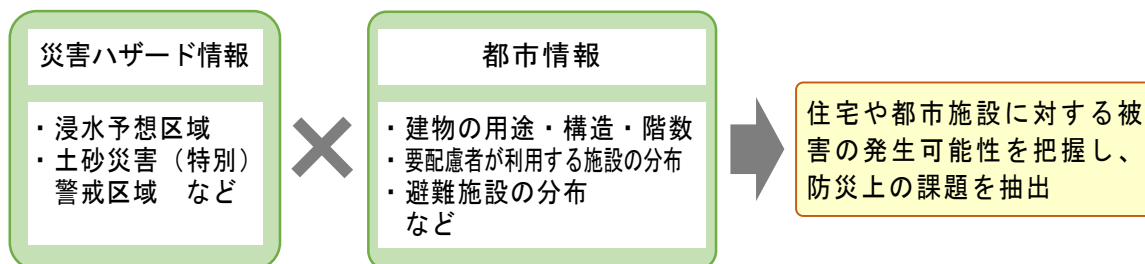 災害ハザード情報
・浸水予想区域
・土砂災害（特別）
警戒区域　など
都市情報
・建物の用途・構造・階数
・要配慮者が利用する施設の分布
・避難施設の分布
など
住宅や都市施設に対する被
害の発生可能性を把握し、
防災上の課題を抽出